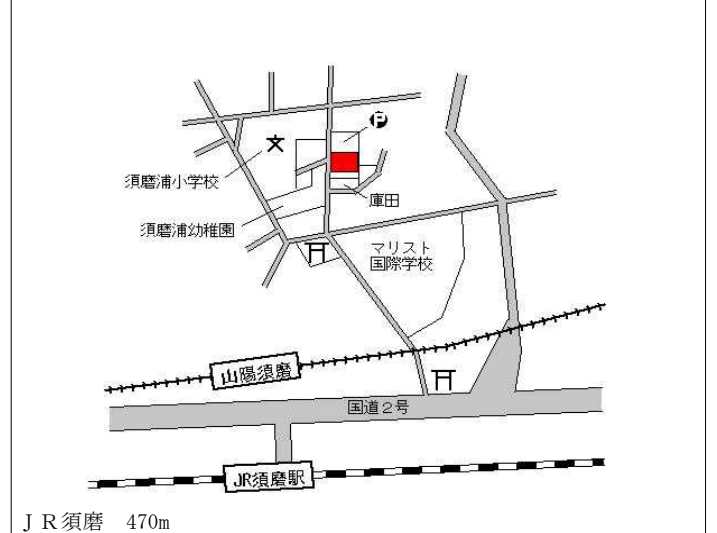 P
文
須磨浦小学校
庫田
須磨浦幼稚園
マリスト
国際学校
山陽須磨
国道２号
JR須磨駅
ＪＲ須磨　470m